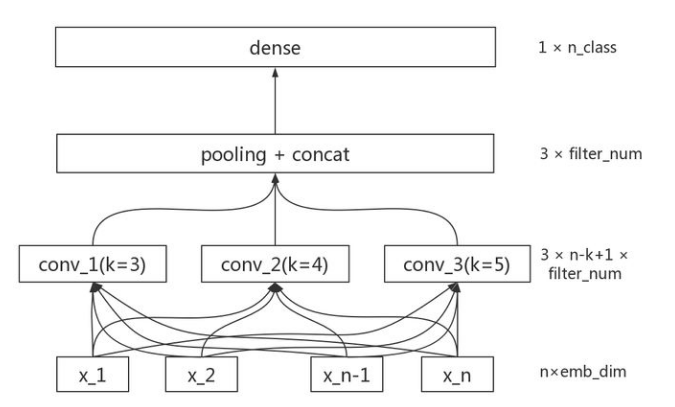 dense
1 × n_class
pooling + concat
3 × filter_num
conv_1(k=3)
conv_2(k=4)
conv_3(k=5)
3 × n-k+1 ×
filter_num
x_1
x_2
x_n-1
x_n
n×emb_dim